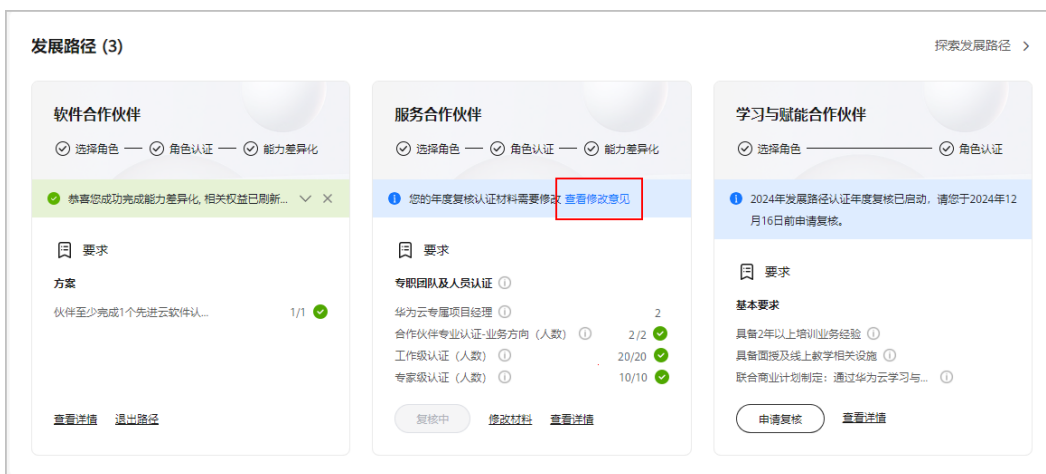 发展路径 (3)
探索发展路径 >
软件合作伙伴
选择角色 角色认证 能力差异化
恭喜您成功完成能力差异化, 相关权益已刷新...
要求
方案
伙伴至少完成1个先进云软件认... 1/1
查看详情 退出路径
服务合作伙伴
选择角色 角色认证 能力差异化
您的年度复核认证材料需要修改 查看修改意见
要求
专职团队及人员认证
华为云专属项目经理 2
合作伙伴专业认证-业务方向（人数） 2/2
工作级认证（人数） 20/20
专家级认证（人数） 10/10
复核中 修改材料 查看详情
学习与赋能合作伙伴
选择角色 角色认证
2024年发展路径认证年度复核已启动，请您于2024年12
月16日前申请复核。
要求
基本要求
具备2年以上培训业务经验
具备面授及线上教学相关设施
联合商业计划制定：通过华为云学习与...
申请复核 查看详情